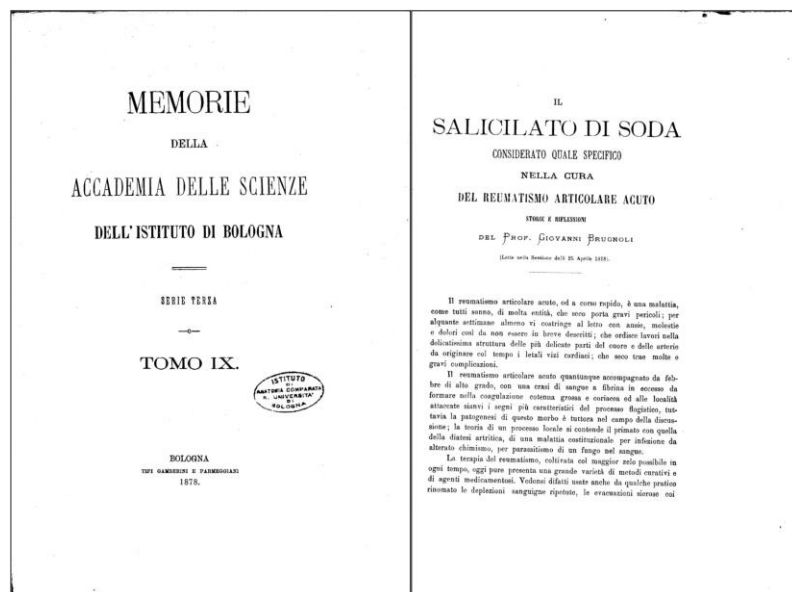 MEMORIE
DELLA
ACCADEMIA DELLE SCIENZE
DELL'ISTITUTO DI BOLOGNA
SERIE TERZA
TOMO IX.
ISTITUTO
DI
ANATOMIA COMPARATA
R. UNIVERSITA'
DI
BOLOGNA
BOLOGNA
TIPI GAMBERINI E PARMEGGIANI
1878.
IL
SALICILATO DI SODA
CONSIDERATO QUALE SPECIFICO
NELLA CURA
DEL REUMATISMO ARTICOLARE ACUTO
STORIE E RIFLESSIONI
DEL PROF. GIOVANNI BRUGNOLI
(Lette nella Sessione delli 25 Aprile 1878).
Il reumatismo articolare acuto, od a corso rapido, è una malattia,
come tutti sonno, di molta entità, che seco porta gravi pericoli; per
alquante settimane almeno vi costringe al letto con ansie, molestie
e dolori così da non essere in breve descritti; che ordisce lavori nella
delicatissima struttura delle più delicate parti del cuore e delle arterie
da originare col tempo i letali vizi cardiaci; che seco trae molte e
gravi complicazioni.
Il reumatismo articolare acuto quantunque accompagnato da feb-
bre di alto grado, con una crasi di sangue a fibrina in eccesso da
formare nella coagulazione cotenna grossa e coriacea ed alle località
attaccate sianvi i segni più caratteristici del processo flogistico, tut-
tavia la patogenesi di questo morbo è tuttora nel campo della discus-
sione; la teoria di un processo locale si contende il primato con quella
della diatesi artritica, di una malattia costituzionale per infezione da
alterato chimismo, per parassitismo di un fungo nel sangue.
La terapia del reumatismo, coltivata col maggior zelo possibile in
ogni tempo, oggi pure presenta una grande varietà di metodi curativi e
di agenti medicamentosi. Vedonsi difatti usate anche da qualche pratico
rinomato le deplezioni sanguigne ripetute, le evacuazioni sierose coi